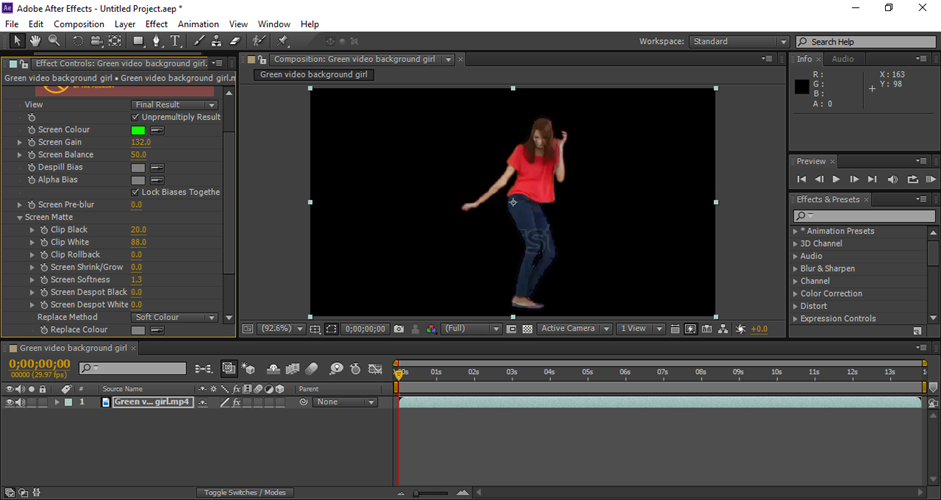 Ae Adobe After Effects - Untitled Project.aep *
File Edit Composition Layer Effect Animation View Window Help
Workspace: Standard Search Help
Effect Controls: Green video background girl.
Green video background girl • Green video background girl.m
View Final Result
Unpremultiply Result
Screen Colour
Screen Gain 132.0
Screen Balance 50.0
Despill Bias
Alpha Bias
Lock Biases Togethe
Screen Pre-blur 0.0
Screen Matte
Clip Black 20.0
Clip White 88.0
Clip Rollback 0.0
Screen Shrink/Grow 0.0
Screen Softness 1.3
Screen Despot Black 0.0
Screen Despot White 0.0
Replace Method Soft Colour
Replace Colour
Composition: Green video background girl
Green video background girl
(92.6%) 0;00;00;00 (Full) Active Camera 1 View +0.0
Info Audio
R: X: 163
G: Y: 98
B:
A: 0
Preview
Effects & Presets
* Animation Presets
3D Channel
Audio
Blur & Sharpen
Channel
Color Correction
Distort
Expression Controls
Green video background girl
0;00;00;00
00000 (29.97 fps)
# Source Name Parent
1 Green v... girl.mp4 None
:00s 01s 02s 03s 04s 05s 06s 07s 08s 09s 10s 11s 12s 13s
Toggle Switches / Modes